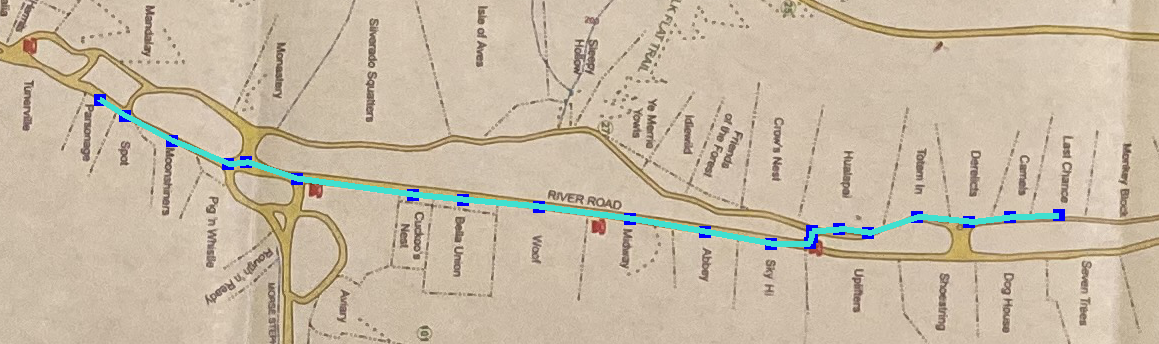 Mandalay
Monastery
Silverado Squatters
Isle of Aves
Sleepy
Hollow
K FLAT TRAIL
Ye Merrie
Yowls
Idlewild
Friends
of the Forest
Crow's Nest
Hualapai
Totem In
Derelicts
Camels
Last Chance
Monkey Block
Tunerville
Parsonage
Spot
Moonshiners
Pig 'n Whistle
Rough 'n Ready
MORSE STEPH
Aviary
Cuckoo's
Nest
Bella Union
Woof
RIVER ROAD
Midway
Abbey
Sky Hi
Uplifters
Shoestring
Dog House
Seven Trees